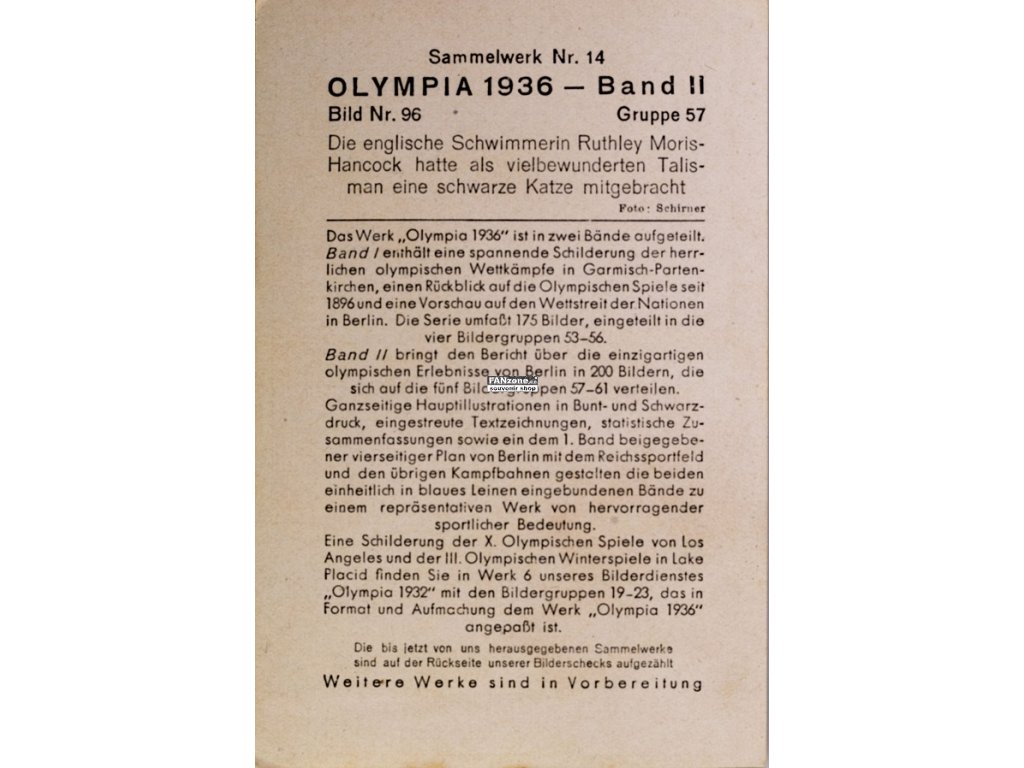 Sammelwerk Nr. 14
OLYMPIA 1936 — Band II
Bild Nr. 96 Gruppe 57
Die englische Schwimmerin Ruthley Moris-
Hancock hatte als vielbewunderten Talis-
man eine schwarze Katze mitgebracht
Foto: Schirner
Das Werk „Olympia 1936" ist in zwei Bände aufgeteilt.
Band I enthält eine spannende Schilderung der herr-
lichen olympischen Wettkämpfe in Garmisch-Parten-
kirchen, einen Rückblick auf die Olympischen Spiele seit
1896 und eine Vorschau auf den Wettstreit der Nationen
in Berlin. Die Serie umfaßt 175 Bilder, eingeteilt in die
vier Bildergruppen 53–56.
Band II bringt den Bericht über die einzigartigen
olympischen Erlebnisse von Berlin in 200 Bildern, die
FANzone.cz
sich auf die fünf Bildergruppen 57–61 verteilen.
souvenir shop
Ganzseitige Hauptillustrationen in Bunt- und Schwarz-
druck, eingestreute Textzeichnungen, statistische Zu-
sammenfassungen sowie ein dem 1. Band beigegebe-
ner vierseitiger Plan von Berlin mit dem Reichssportfeld
und den übrigen Kampfbahnen gestalten die beiden
einheitlich in blaues Leinen eingebundenen Bände zu
einem repräsentativen Werk von hervorragender
sportlicher Bedeutung.
Eine Schilderung der X. Olympischen Spiele von Los
Angeles und der III. Olympischen Winterspiele in Lake
Placid finden Sie in Werk 6 unseres Bilderdienstes
„Olympia 1932" mit den Bildergruppen 19–23, das in
Format und Aufmachung dem Werk „Olympia 1936"
angepaßt ist.
Die bis jetzt von uns herausgegebenen Sammelwerke
sind auf der Rückseite unserer Bilderschecks aufgezählt
Weitere Werke sind in Vorbereitung